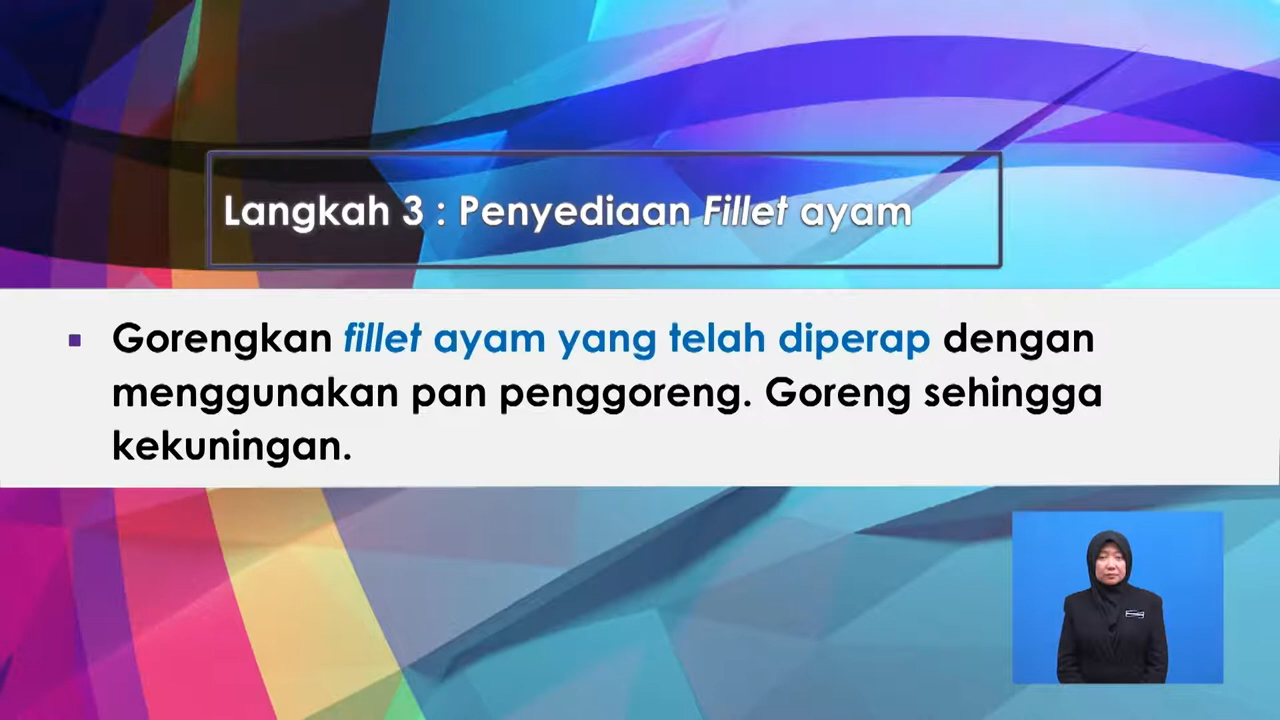 Langkah 3 : Penyediaan Fillet ayam
Gorengkan fillet ayam yang telah diperap dengan
menggunakan pan penggoreng. Goreng sehingga
kekuningan.